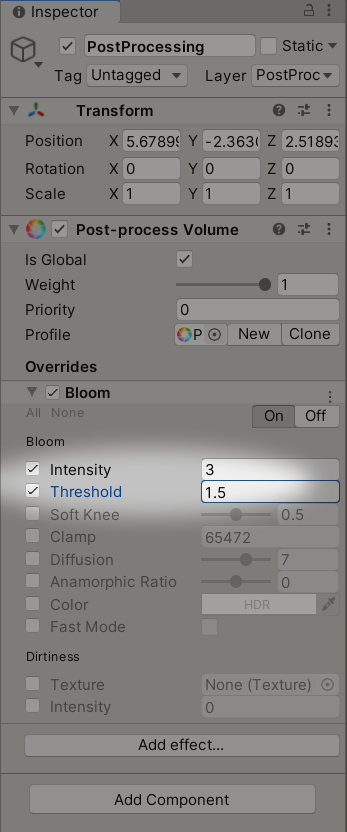 Inspector
PostProcessing Static
Tag Untagged Layer PostProc
Transform
Position X 5.67899 Y -2.3630 Z 2.51893
Rotation X 0 Y 0 Z 0
Scale X 1 Y 1 Z 1
Post-process Volume
Is Global
Weight 1
Priority 0
Profile P New Clone
Overrides
Bloom
All None On Off
Bloom
Intensity 3
Threshold 1.5
Soft Knee 0.5
Clamp 65472
Diffusion 7
Anamorphic Ratio 0
Color HDR
Fast Mode
Dirtiness
Texture None (Texture)
Intensity 0
Add effect...
Add Component